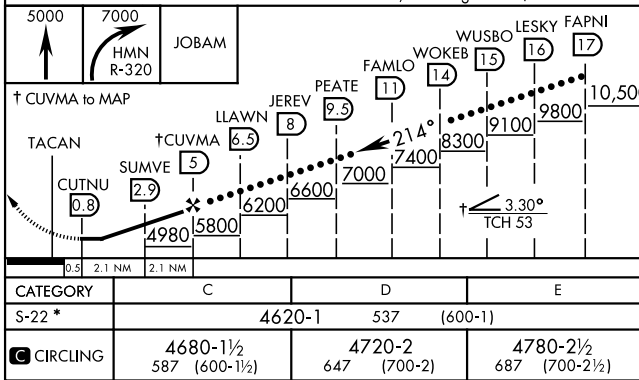 5000
7000
HMN
R-320
JOBAM
† CUVMA to MAP
TACAN
CUTNU
0.8
SUMVE
2.9
†CUVMA
5
LLAWN
6.5
JEREV
8
PEATE
9.5
FAMLO
11
WOKEB
14
WUSBO
15
LESKY
16
FAPNI
17
214°
4980
5800
6200
6600
7000
7400
8300
9100
9800
10,500
† 3.30°
TCH 53
0.5 2.1 NM 2.1 NM
CATEGORY C D E
S-22 * 4620-1 537 (600-1)
C CIRCLING 4680-1½ 4720-2 4780-2½
587 (600-1½) 647 (700-2) 687 (700-2½)